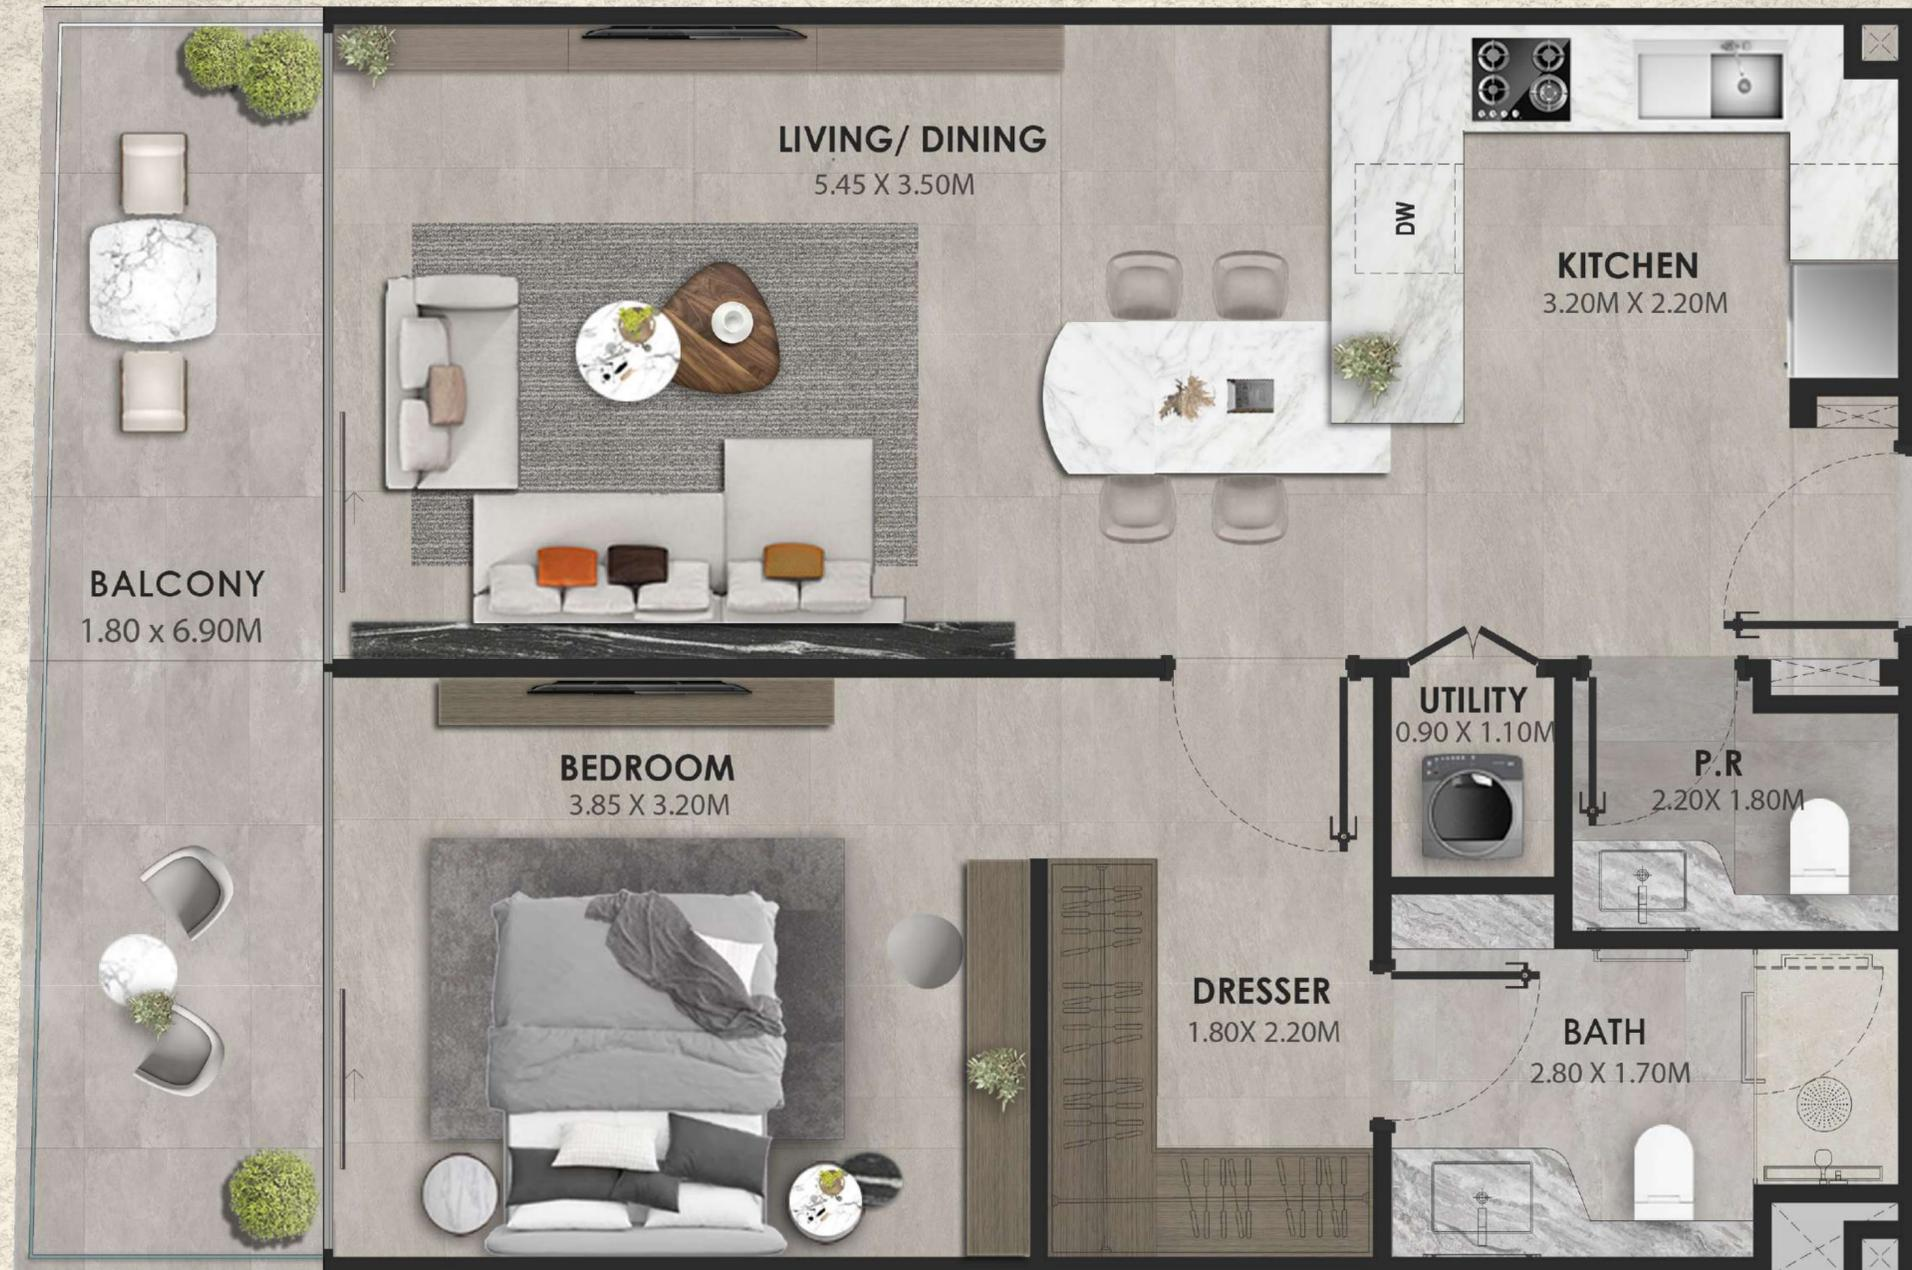 LIVING/ DINING
5.45 X 3.50M
DW
KITCHEN
3.20M X 2.20M
BALCONY
1.80 x 6.90M
UTILITY
0.90 X 1.10M
P.R
2.20X 1.80M
BEDROOM
3.85 X 3.20M
DRESSER
1.80X 2.20M
BATH
2.80 X 1.70M